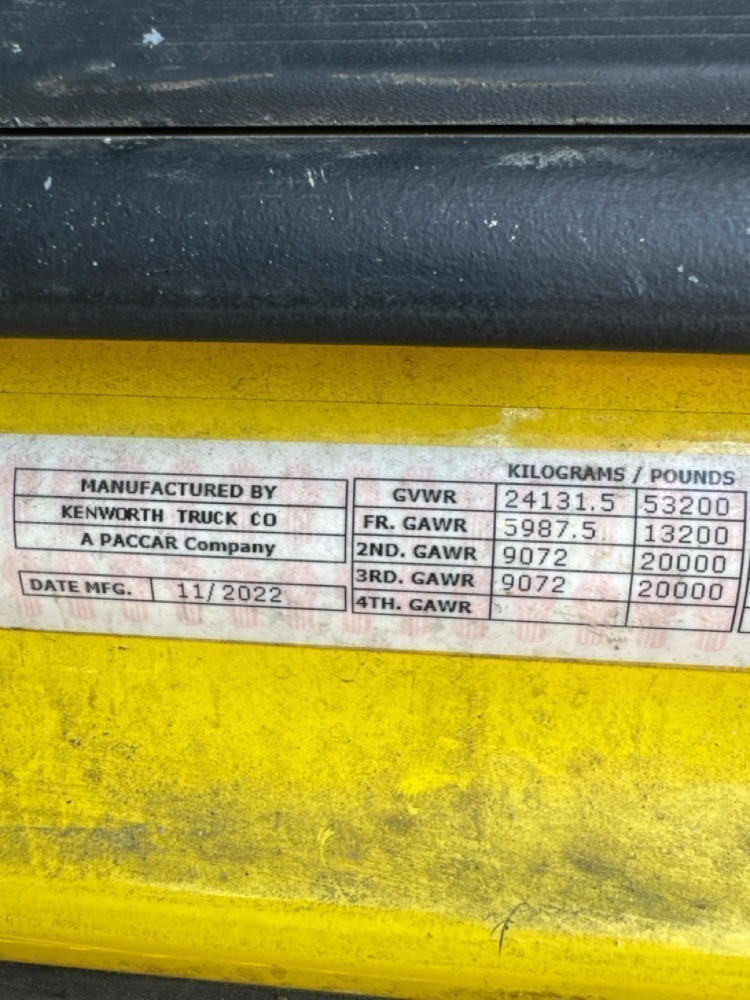 KILOGRAMS / POUNDS
MANUFACTURED BY
KENWORTH TRUCK CO
A PACCAR Company
DATE MFG. 11/2022
GVWR 24131.5 53200
FR. GAWR 5987.5 13200
2ND. GAWR 9072 20000
3RD. GAWR 9072 20000
4TH. GAWR